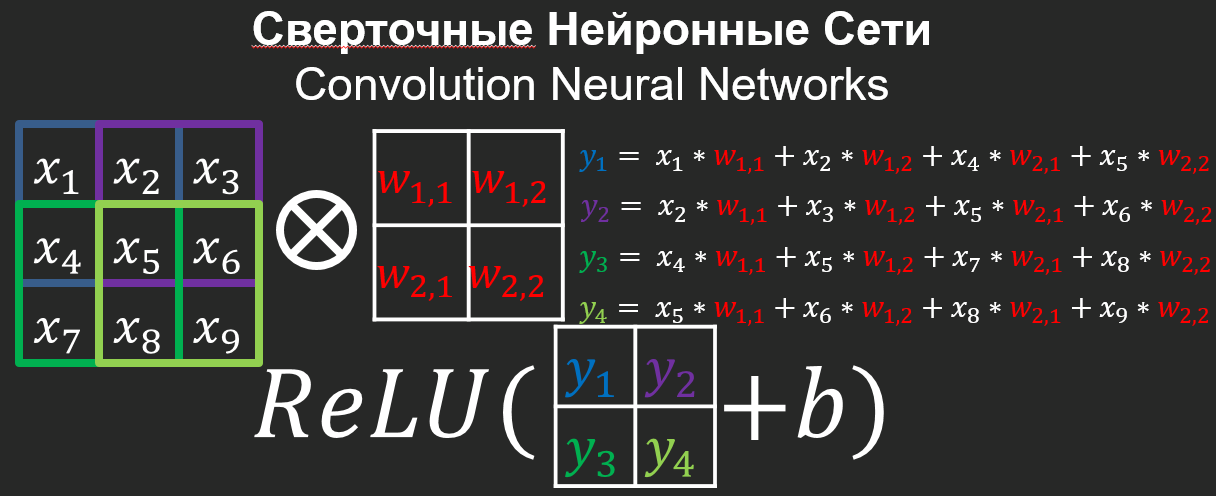 Сверточные Нейронные Сети
Convolution Neural Networks
x₁ x₂ x₃
x₄ x₅ x₆
x₇ x₈ x₉
⊗
w₁,₁ w₁,₂
w₂,₁ w₂,₂
y₁ = x₁ * w₁,₁ + x₂ * w₁,₂ + x₄ * w₂,₁ + x₅ * w₂,₂
y₂ = x₂ * w₁,₁ + x₃ * w₁,₂ + x₅ * w₂,₁ + x₆ * w₂,₂
y₃ = x₄ * w₁,₁ + x₅ * w₁,₂ + x₇ * w₂,₁ + x₈ * w₂,₂
y₄ = x₅ * w₁,₁ + x₆ * w₁,₂ + x₈ * w₂,₁ + x₉ * w₂,₂
ReLU(
y₁ y₂
y₃ y₄
+b)